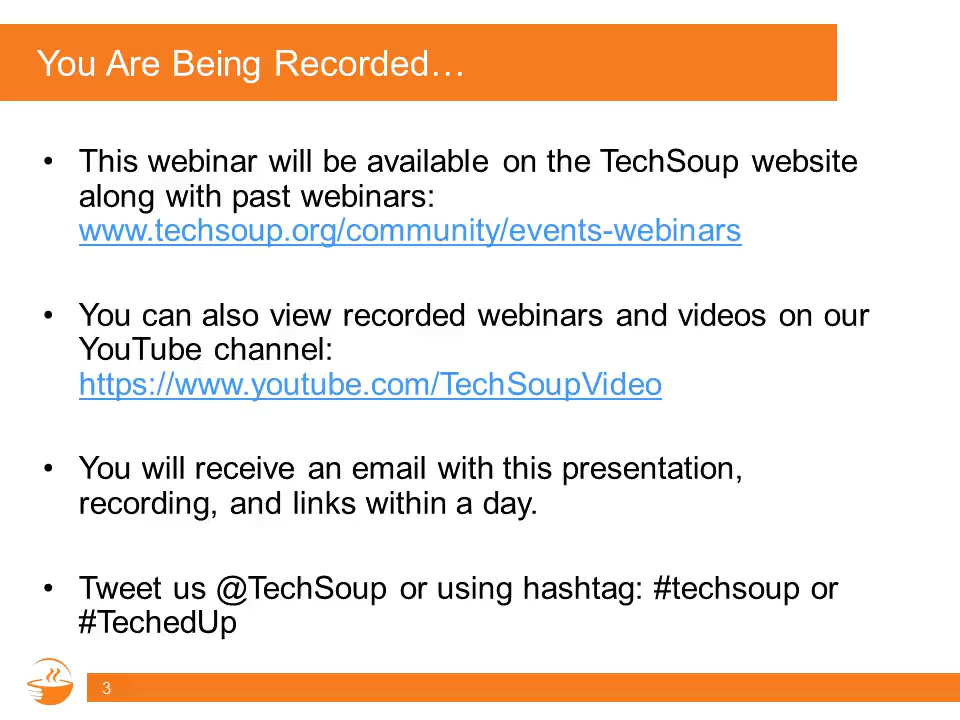 You Are Being Recorded…
• This webinar will be available on the TechSoup website
along with past webinars:
www.techsoup.org/community/events-webinars
• You can also view recorded webinars and videos on our
YouTube channel:
https://www.youtube.com/TechSoupVideo
• You will receive an email with this presentation,
recording, and links within a day.
• Tweet us @TechSoup or using hashtag: #techsoup or
#TechedUp
3